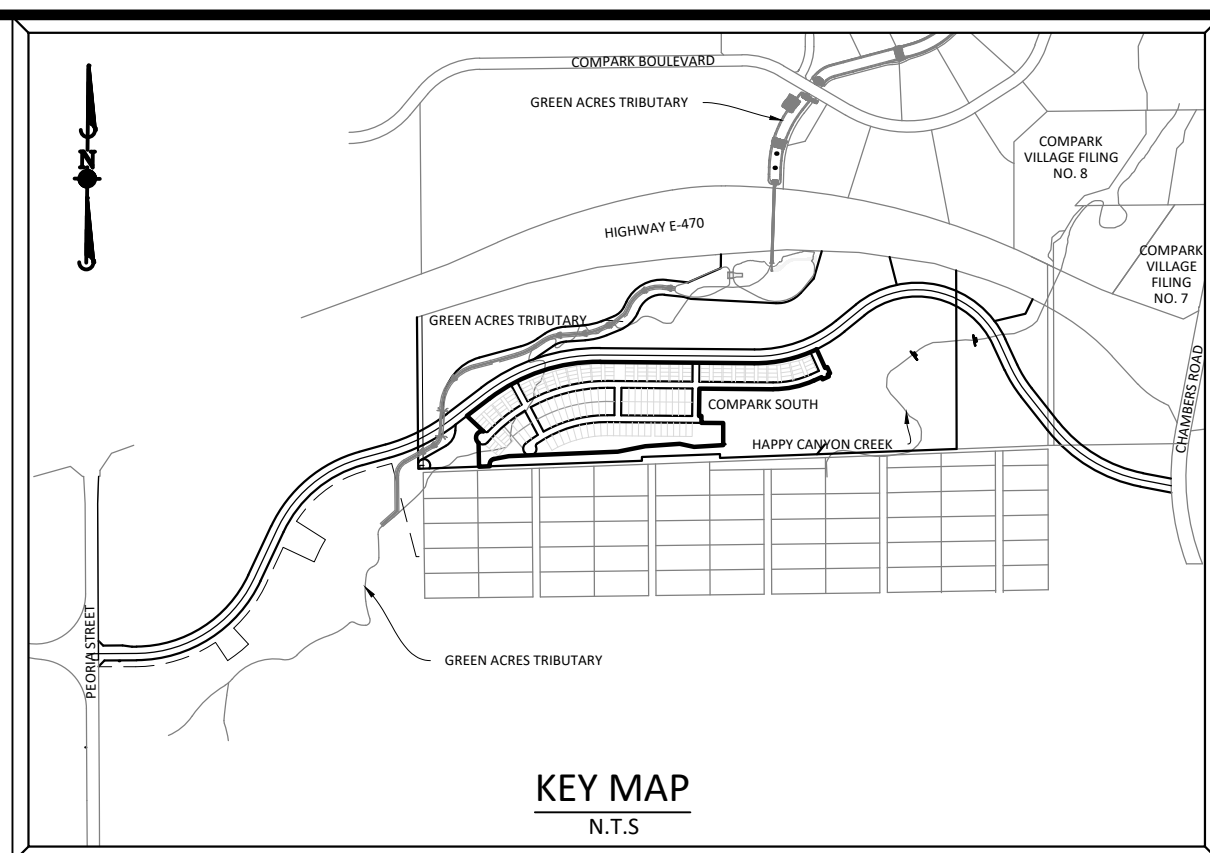 COMPARK BOULEVARD
GREEN ACRES TRIBUTARY
N
COMPARK
VILLAGE FILING
NO. 8
HIGHWAY E-470
COMPARK
VILLAGE
FILING
NO. 7
GREEN ACRES TRIBUTARY
COMPARK SOUTH
HAPPY CANYON CREEK
CHAMBERS ROAD
PEORIA STREET
GREEN ACRES TRIBUTARY
KEY MAP
N.T.S